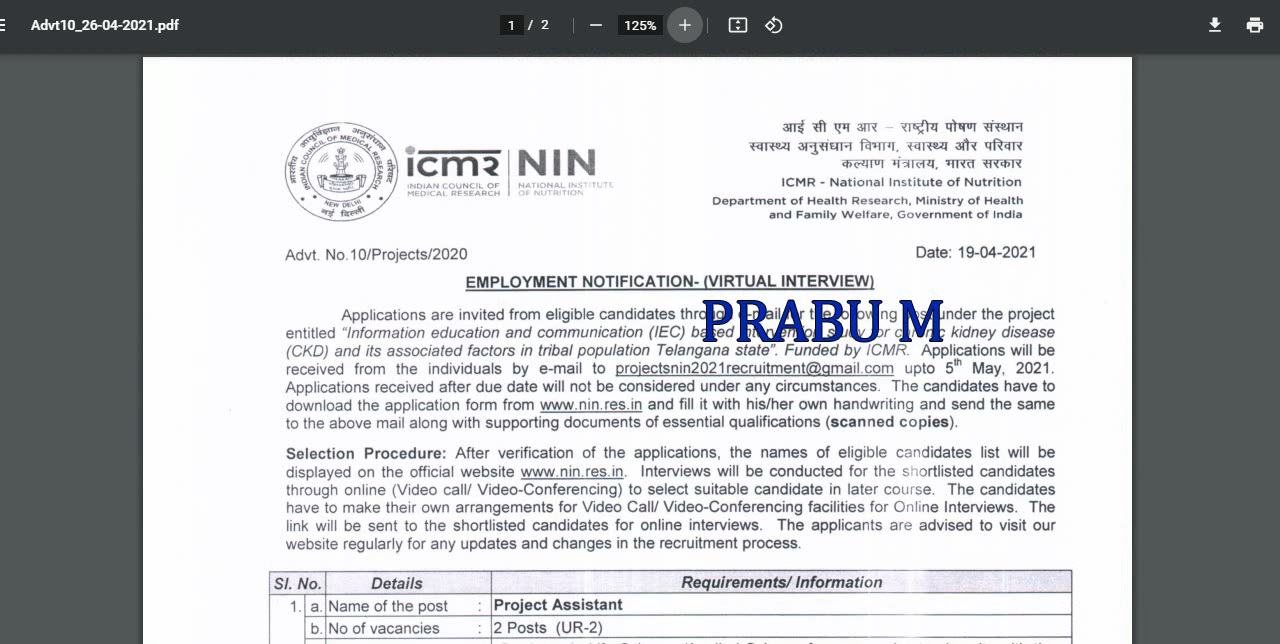 Advt10_26-04-2021.pdf
1 / 2
125%
icmr | NIN
INDIAN COUNCIL OF
MEDICAL RESEARCH
NATIONAL INSTITUTE
OF NUTRITION
INDIAN COUNCIL OF MEDICAL RESEARCH
NEW DELHI
नई दिल्ली
आई सी एम आर – राष्ट्रीय पोषण संस्थान
स्वास्थ्य अनुसंधान विभाग, स्वास्थ्य और परिवार
कल्याण मंत्रालय, भारत सरकार
ICMR - National Institute of Nutrition
Department of Health Research, Ministry of Health
and Family Welfare, Government of India
Advt. No.10/Projects/2020
Date: 19-04-2021
EMPLOYMENT NOTIFICATION- (VIRTUAL INTERVIEW)
PRABU M
Applications are invited from eligible candidates under the project
entitled “Information education and communication (IEC) based kidney disease
(CKD) and its associated factors in tribal population Telangana state”. Funded by ICMR. Applications will be
received from the individuals by e-mail to projectsnin2021recruitment@gmail.com upto 5th May, 2021.
Applications received after due date will not be considered under any circumstances. The candidates have to
download the application form from www.nin.res.in and fill it with his/her own handwriting and send the same
to the above mail along with supporting documents of essential qualifications (scanned copies).
Selection Procedure: After verification of the applications, the names of eligible candidates list will be
displayed on the official website www.nin.res.in. Interviews will be conducted for the shortlisted candidates
through online (Video call/ Video-Conferencing) to select suitable candidate in later course. The candidates
have to make their own arrangements for Video Call/ Video-Conferencing facilities for Online Interviews. The
link will be sent to the shortlisted candidates for online interviews. The applicants are advised to visit our
website regularly for any updates and changes in the recruitment process.
Sl. No. Details Requirements/ Information
1. a. Name of the post : Project Assistant
b. No of vacancies : 2 Posts (UR-2)